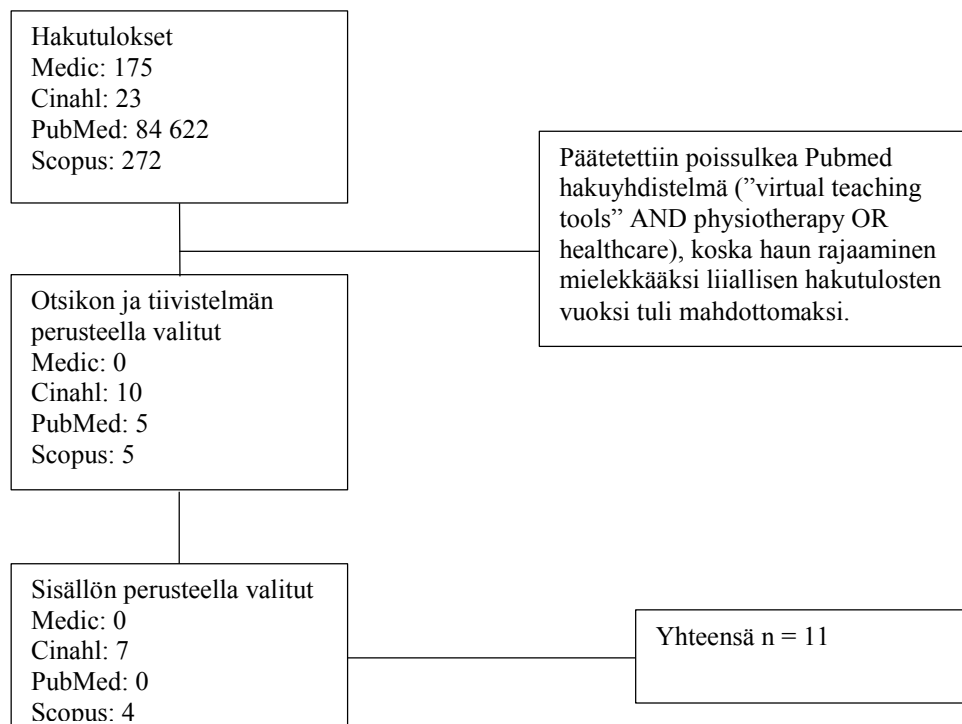 Hakutulokset
Medic: 175
Cinahl: 23
PubMed: 84 622
Scopus: 272
Päätetettiin poissulkea Pubmed
hakuyhdistelmä (”virtual teaching
tools” AND physiotherapy OR
healthcare), koska haun rajaaminen
mielekkääksi liiallisen hakutulosten
vuoksi tuli mahdottomaksi.
Otsikon ja tiivistelmän
perusteella valitut
Medic: 0
Cinahl: 10
PubMed: 5
Scopus: 5
Sisällön perusteella valitut
Medic: 0
Cinahl: 7
PubMed: 0
Scopus: 4
Yhteensä n = 11